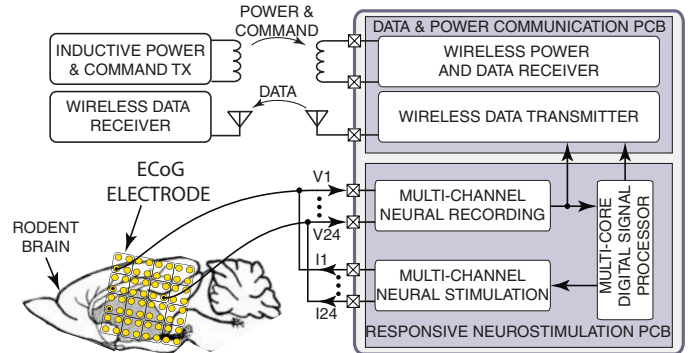 POWER &
COMMAND
DATA & POWER COMMUNICATION PCB
INDUCTIVE POWER
& COMMAND TX
WIRELESS POWER
AND DATA RECEIVER
DATA
WIRELESS DATA
RECEIVER
WIRELESS DATA TRANSMITTER
ECoG
ELECTRODE
RODENT
BRAIN
V1
V24
I1
I24
MULTI-CHANNEL
NEURAL RECORDING
MULTI-CHANNEL
NEURAL STIMULATION
MULTI-CORE
DIGITAL SIGNAL
PROCESSOR
RESPONSIVE NEUROSTIMULATION PCB